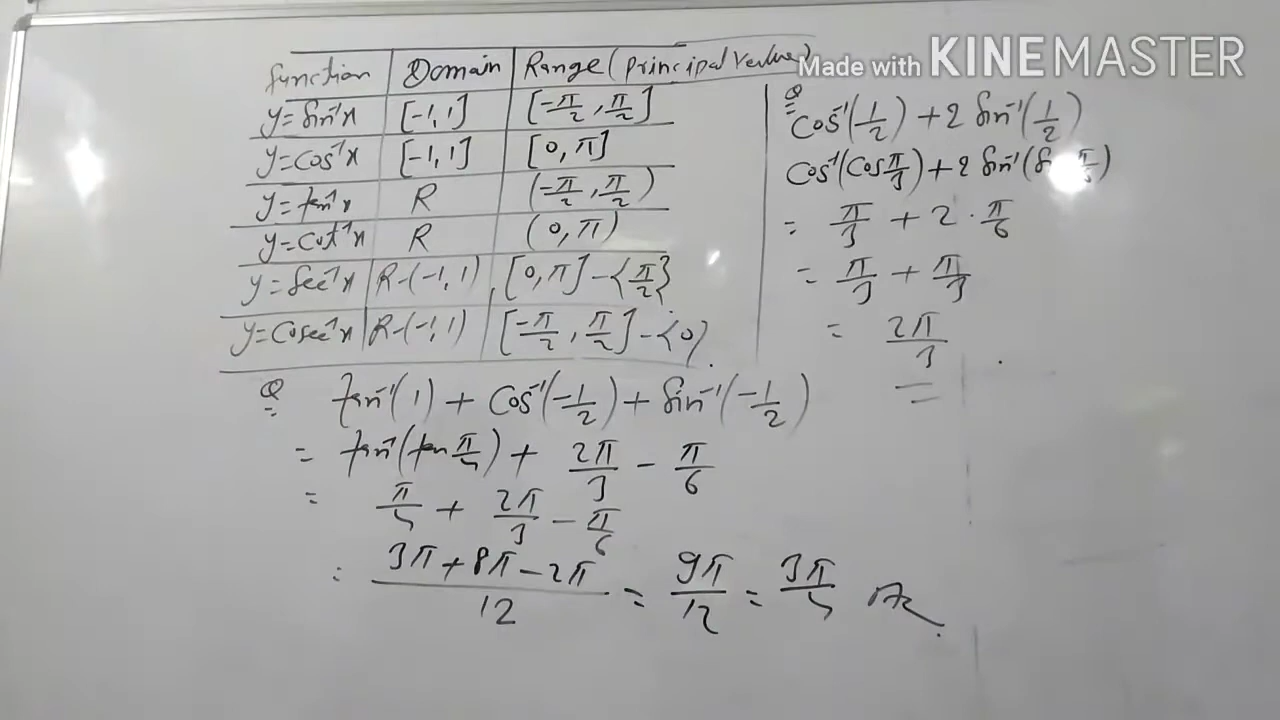 Made with KINEMASTER
function | Domain | Range (principal value)
y = sin⁻¹x | [-1, 1] | [-π/2, π/2]
y = cos⁻¹x | [-1, 1] | [0, π]
y = tan⁻¹x | R | (-π/2, π/2)
y = cot⁻¹x | R | (0, π)
y = sec⁻¹x | R-(-1, 1) | [0, π] - {π/2}
y = cosec⁻¹x | R-(-1, 1) | [-π/2, π/2] - {0}.
Q cos⁻¹(1/2) + 2 sin⁻¹(1/2)
cos⁻¹(cos π/3) + 2 sin⁻¹(
= π/3 + 2 · π/6
= π/3 + π/3
= 2π/3
Q tan⁻¹(1) + cos⁻¹(-1/2) + sin⁻¹(-1/2)
= tan⁻¹(tan π/4) + 2π/3 - π/6
= π/4 + 2π/3 - π/6
= (3π + 8π - 2π)/12 = 9π/12 = 3π/4